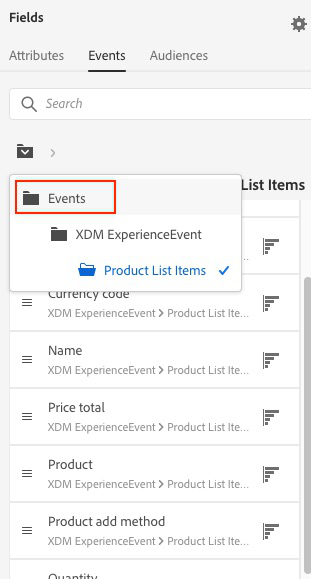 Fields
Attributes Events Audiences
Search
Events
List Items
XDM ExperienceEvent
Product List Items
Currency code
XDM ExperienceEvent > Product List Ite...
Name
XDM ExperienceEvent > Product List Ite...
Price total
XDM ExperienceEvent > Product List Ite...
Product
XDM ExperienceEvent > Product List Ite...
Product add method
XDM ExperienceEvent > Product List Ite...
Quantity